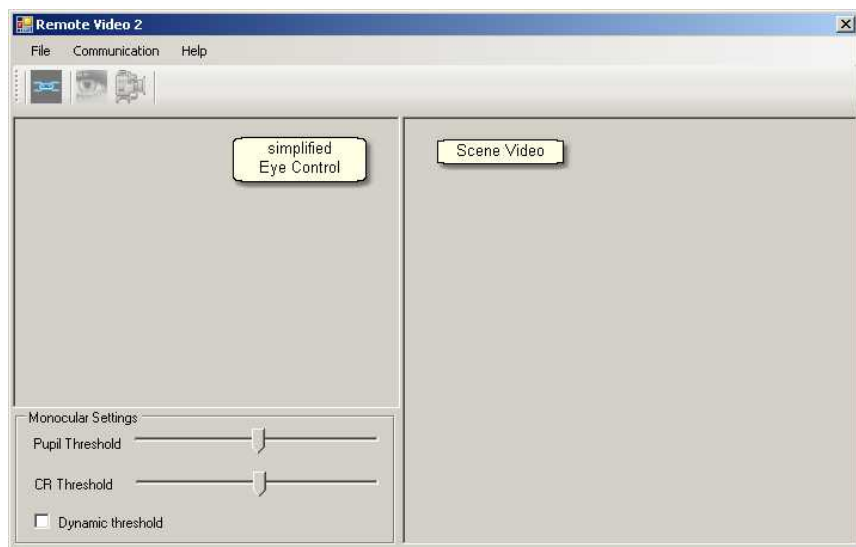 Remote Video 2
File Communication Help
simplified
Eye Control
Scene Video
Monocular Settings
Pupil Threshold
CR Threshold
Dynamic threshold